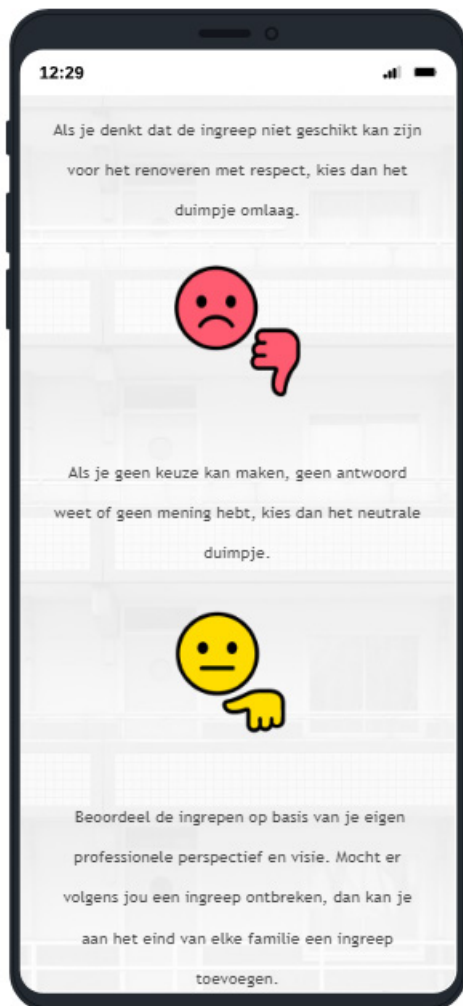 12:29
Als je denkt dat de ingreep niet geschikt kan zijn
voor het renoveren met respect, kies dan het
duimpje omlaag.
Als je geen keuze kan maken, geen antwoord
weet of geen mening hebt, kies dan het neutrale
duimpje.
Beoordeel de ingrepen op basis van je eigen
professionele perspectief en visie. Mocht er
volgens jou een ingreep ontbreken, dan kan je
aan het eind van elke familie een ingreep
toevoegen.